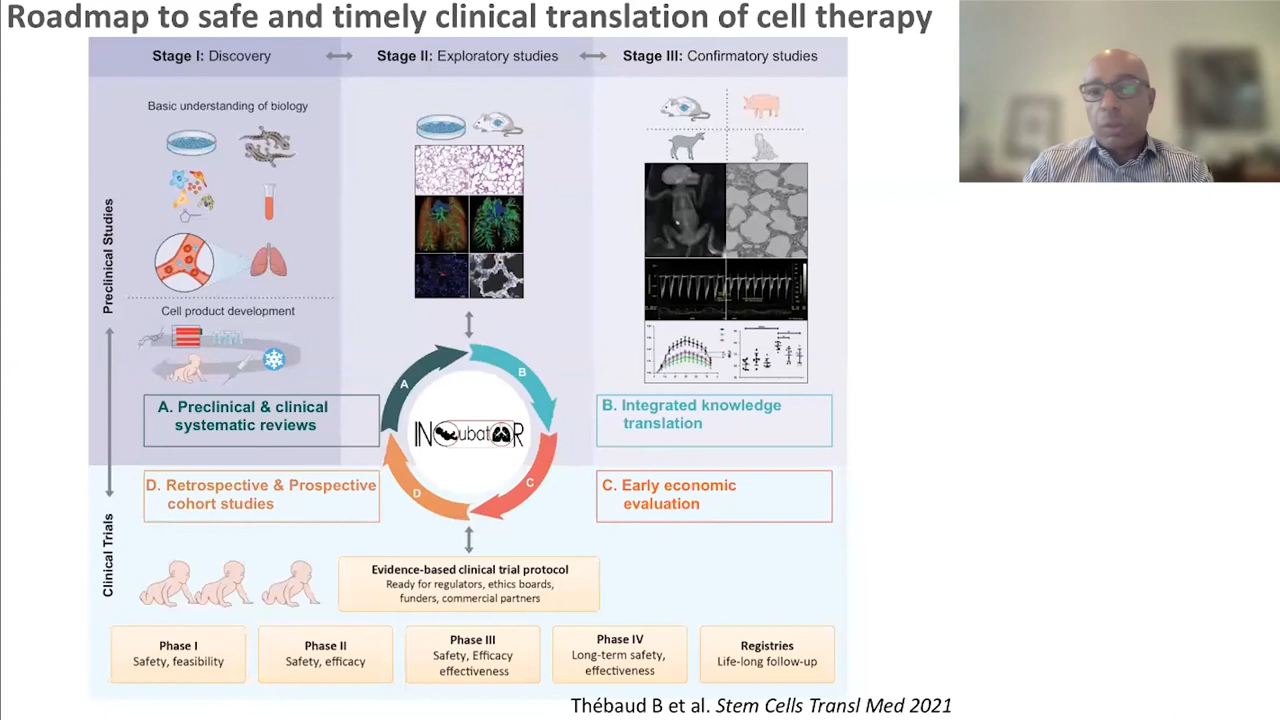 Roadmap to safe and timely clinical translation of cell therapy
Stage I: Discovery
Stage II: Exploratory studies
Stage III: Confirmatory studies
Preclinical Studies
Basic understanding of biology
Cell product development
A
B
C
D
INCubatOR
A. Preclinical & clinical
systematic reviews
B. Integrated knowledge
translation
D. Retrospective & Prospective
cohort studies
C. Early economic
evaluation
Clinical Trials
Evidence-based clinical trial protocol
Ready for regulators, ethics boards,
funders, commercial partners
Phase I
Safety, feasibility
Phase II
Safety, efficacy
Phase III
Safety, Efficacy
effectiveness
Phase IV
Long-term safety,
effectiveness
Registries
Life-long follow-up
Thébaud B et al. Stem Cells Transl Med 2021